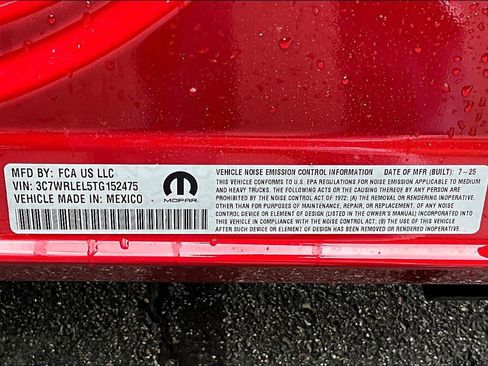 MFD BY: FCA US LLC
VIN: 3C7WRLEL5TG152475
VEHICLE MADE IN: MEXICO
MOPAR
VEHICLE NOISE EMISSION CONTROL INFORMATION DATE OF MFR (BUILT): 7-25
THIS VEHICLE CONFORMS TO U.S. EPA REGULATIONS FOR NOISE EMISSION APPLICABLE TO MEDIUM
AND HEAVY TRUCKS. THE FOLLOWING ACTS OR THE CAUSING THEREOF BY ANY PERSON ARE
PROHIBITED BY THE NOISE CONTROL ACT OF 1972: (A) THE REMOVAL OR RENDERING INOPERATIVE,
OTHER THAN FOR PURPOSES OF MAINTENANCE, REPAIR, OR REPLACEMENT, OF ANY NOISE
CONTROL DEVICE OR ELEMENT OF DESIGN (LISTED IN THE OWNER'S MANUAL) INCORPORATED INTO
THE VEHICLE IN COMPLIANCE WITH THE NOISE CONTROL ACT; (B) THE USE OF THIS VEHICLE
AFTER SUCH DEVICE OR ELEMENT OF DESIGN HAS BEEN REMOVED OR RENDERED INOPERATIVE.